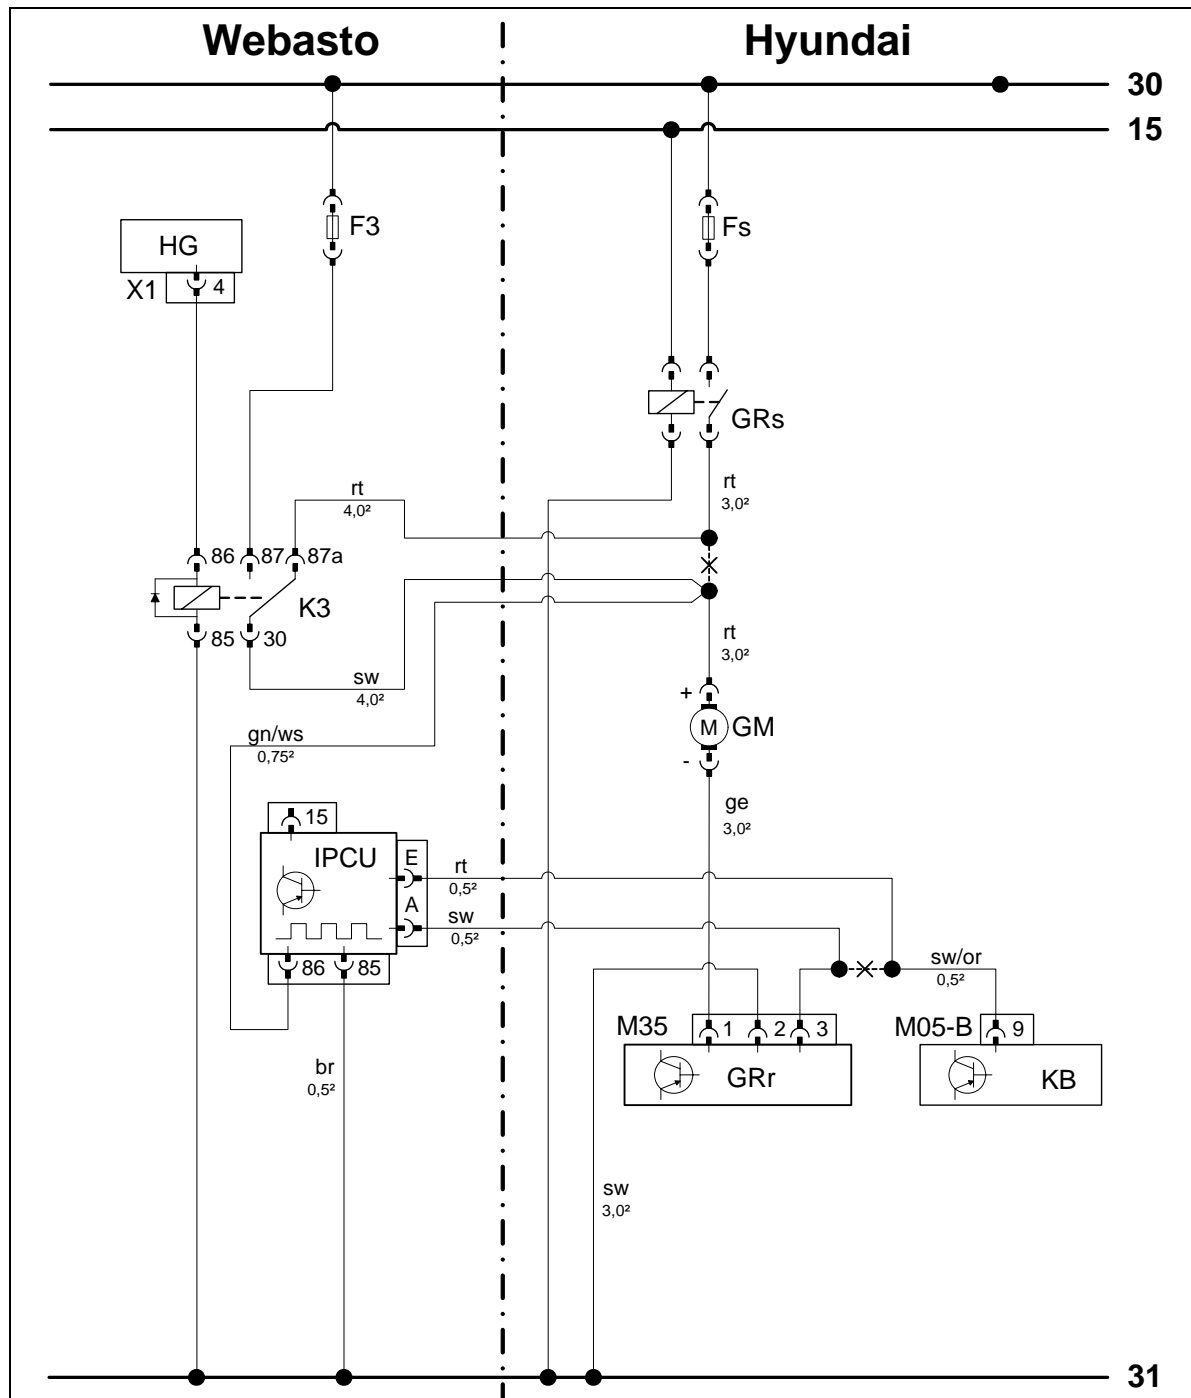 Webasto
Hyundai
30
15
F3
Fs
HG
X1
4
GRs
rt
4,0²
rt
3,0²
86
87
87a
K3
85
30
rt
3,0²
sw
4,0²
+
M
GM
-
gn/ws
0,75²
ge
3,0²
15
IPCU
E
rt
0,5²
A
sw
0,5²
86
85
sw/or
0,5²
M35
1
2
3
M05-B
9
GRr
KB
br
0,5²
sw
3,0²
31